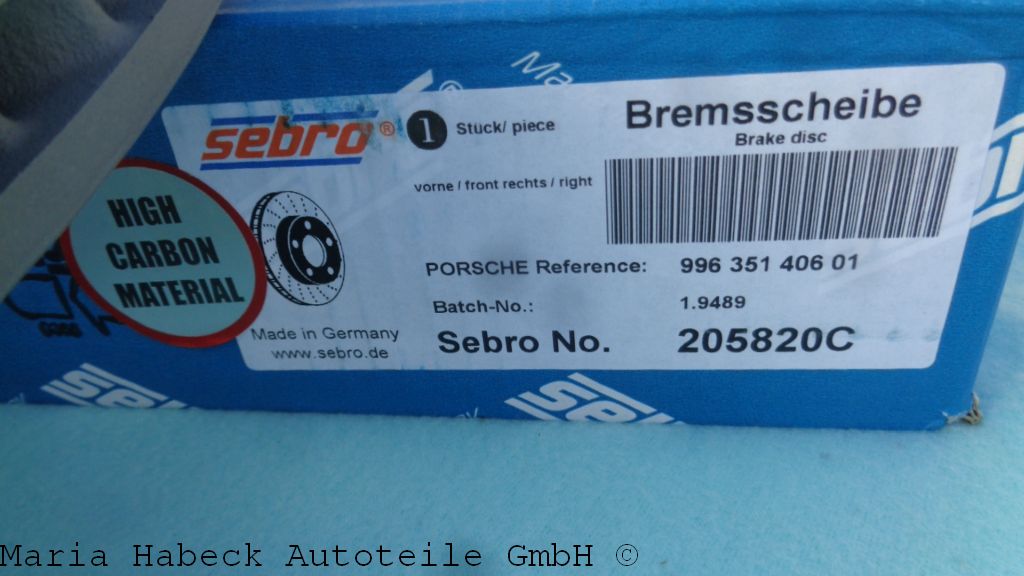 sebro®
1 Stück/ piece
Bremsscheibe
Brake disc
vorne / front rechts / right
HIGH
CARBON
MATERIAL
PORSCHE Reference: 996 351 406 01
Batch-No.: 1.9489
Sebro No. 205820C
Made in Germany
www.sebro.de
Maria Habeck Autoteile GmbH ©